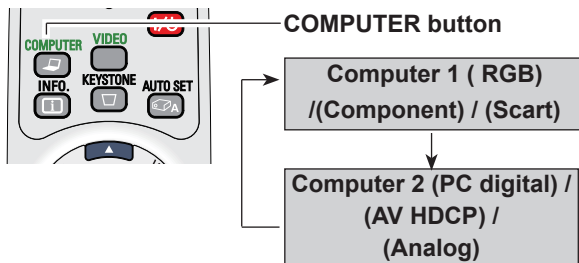 COMPUTER button
COMPUTER VIDEO
INFO. KEYSTONE AUTO SET
A
Computer 1 ( RGB)
/(Component) / (Scart)
Computer 2 (PC digital) /
(AV HDCP) /
(Analog)